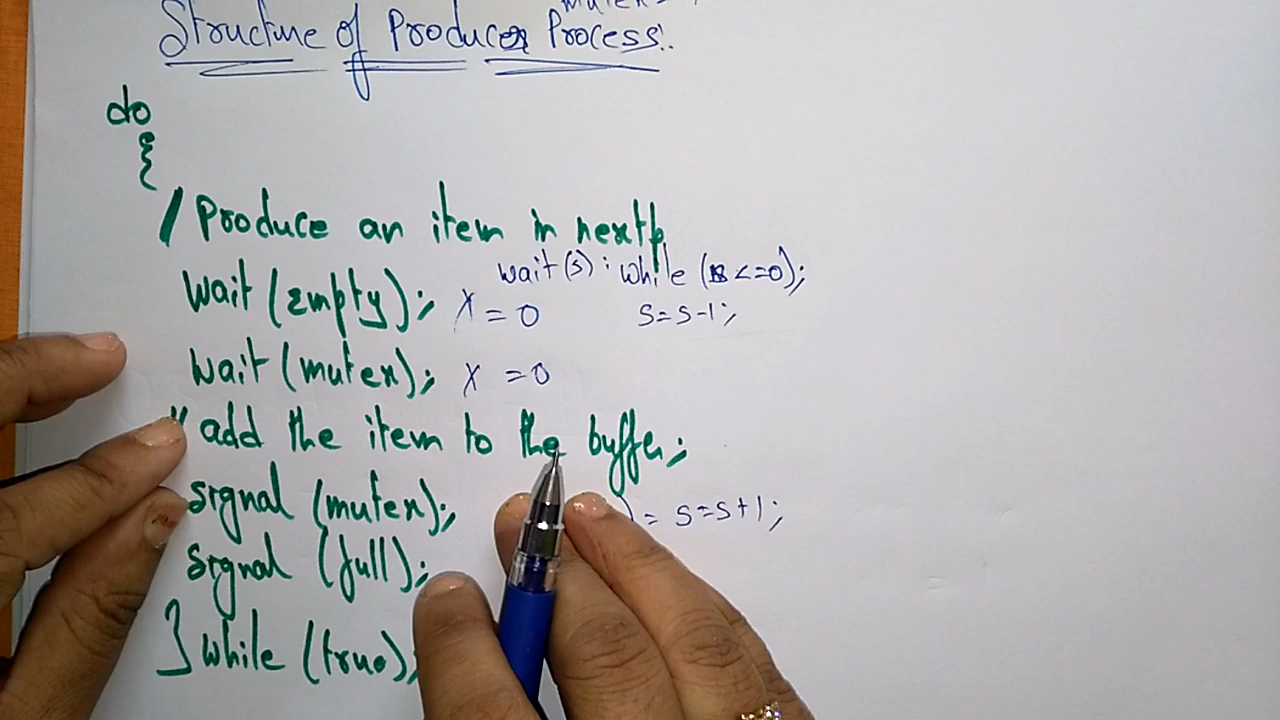 mutex =
Structure of Producer Process:.
do
{
/ Produce an item in nextp
wait(s): while (s<=0);
wait (empty); X = 0 s=s-1;
wait (mutex); X = 0
// add the item to the buffer;
signal (mutex); ) = s=s+1;
signal (full);
} while (true);